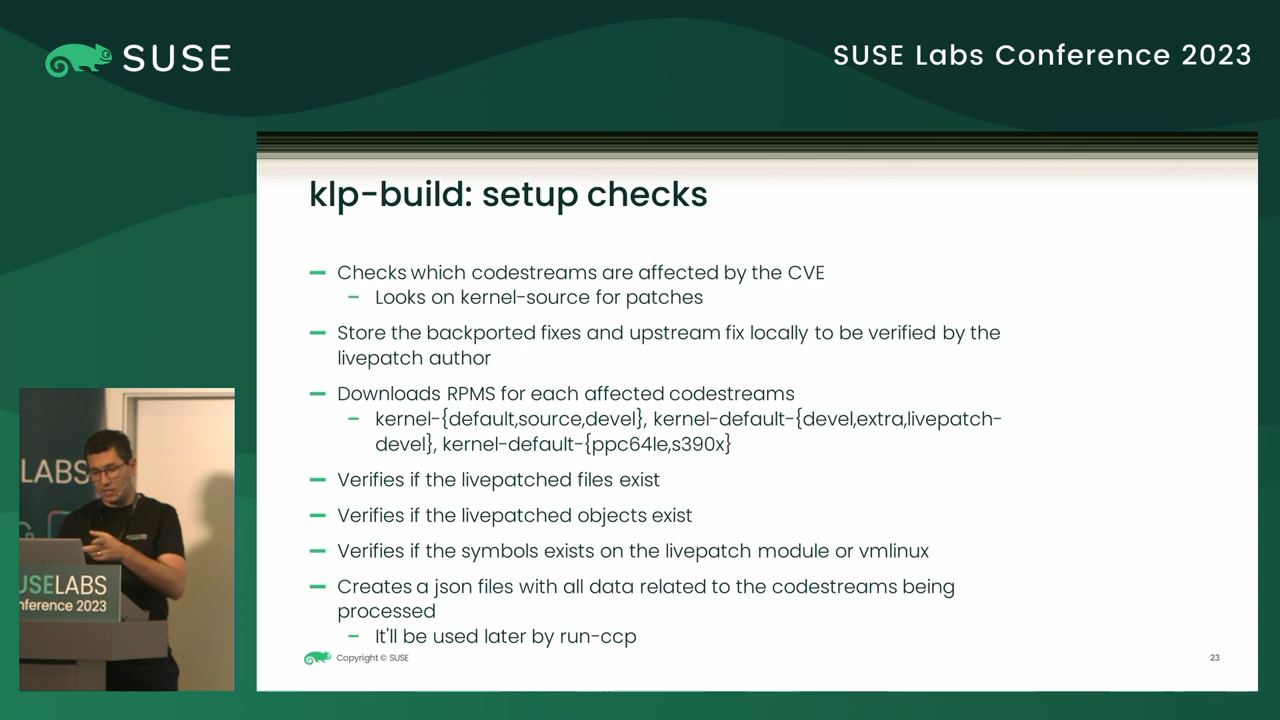 SUSE
SUSE Labs Conference 2023
klp-build: setup checks
Checks which codestreams are affected by the CVE
Looks on kernel-source for patches
Store the backported fixes and upstream fix locally to be verified by the
livepatch author
Downloads RPMS for each affected codestreams
kernel-{default,source,devel}, kernel-default-{devel,extra,livepatch-
devel}, kernel-default-{ppc64le,s390x}
Verifies if the livepatched files exist
Verifies if the livepatched objects exist
Verifies if the symbols exists on the livepatch module or vmlinux
Creates a json files with all data related to the codestreams being
processed
It'll be used later by run-ccp
Copyright © SUSE
23
LABS
USELABS
nference 2023